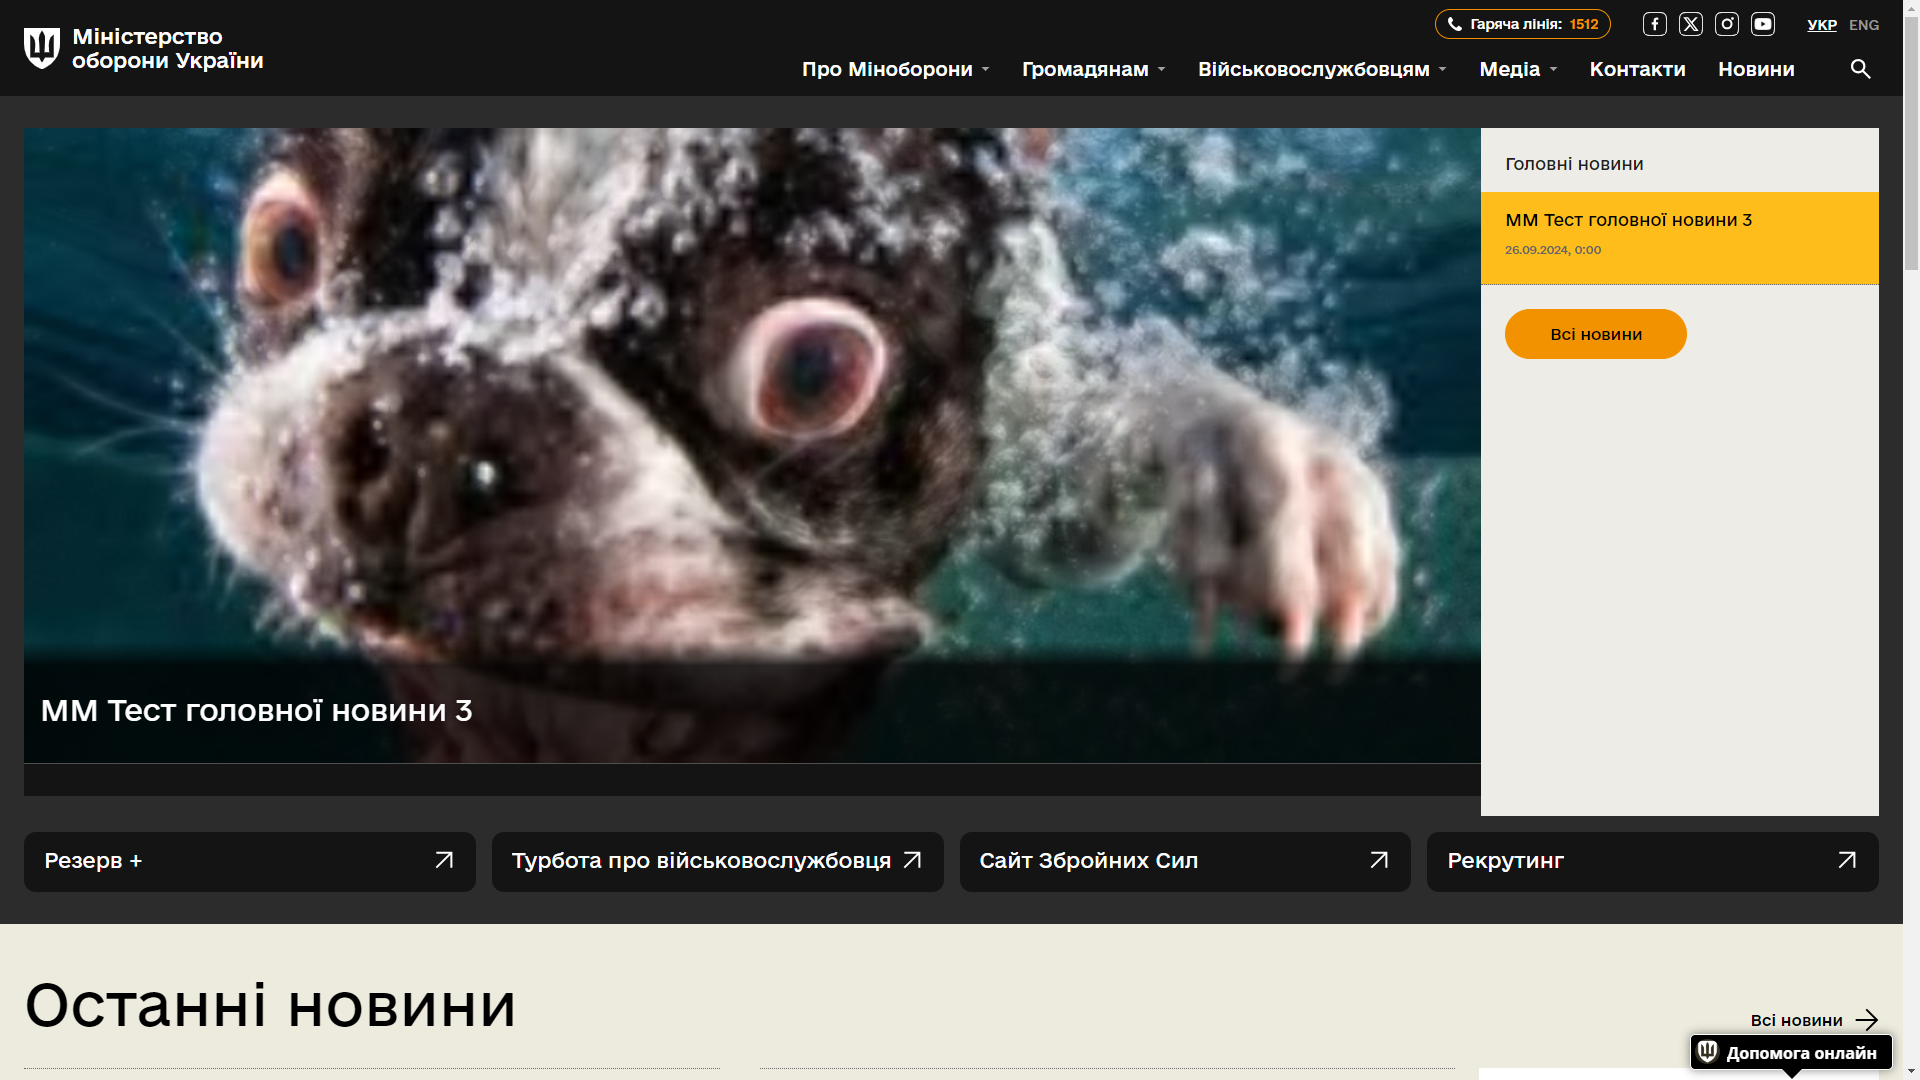 Міністерство
оборони України
Гаряча лінія: 1512
УКР ENG
Про Міноборони
Громадянам
Військовослужбовцям
Медіа
Контакти
Новини
Головні новини
ММ Тест головної новини 3
26.09.2024, 0:00
Всі новини
ММ Тест головної новини 3
Резерв +
Турбота про військовослужбовця
Сайт Збройних Сил
Рекрутинг
Останні новини
Всі новини
Допомога онлайн